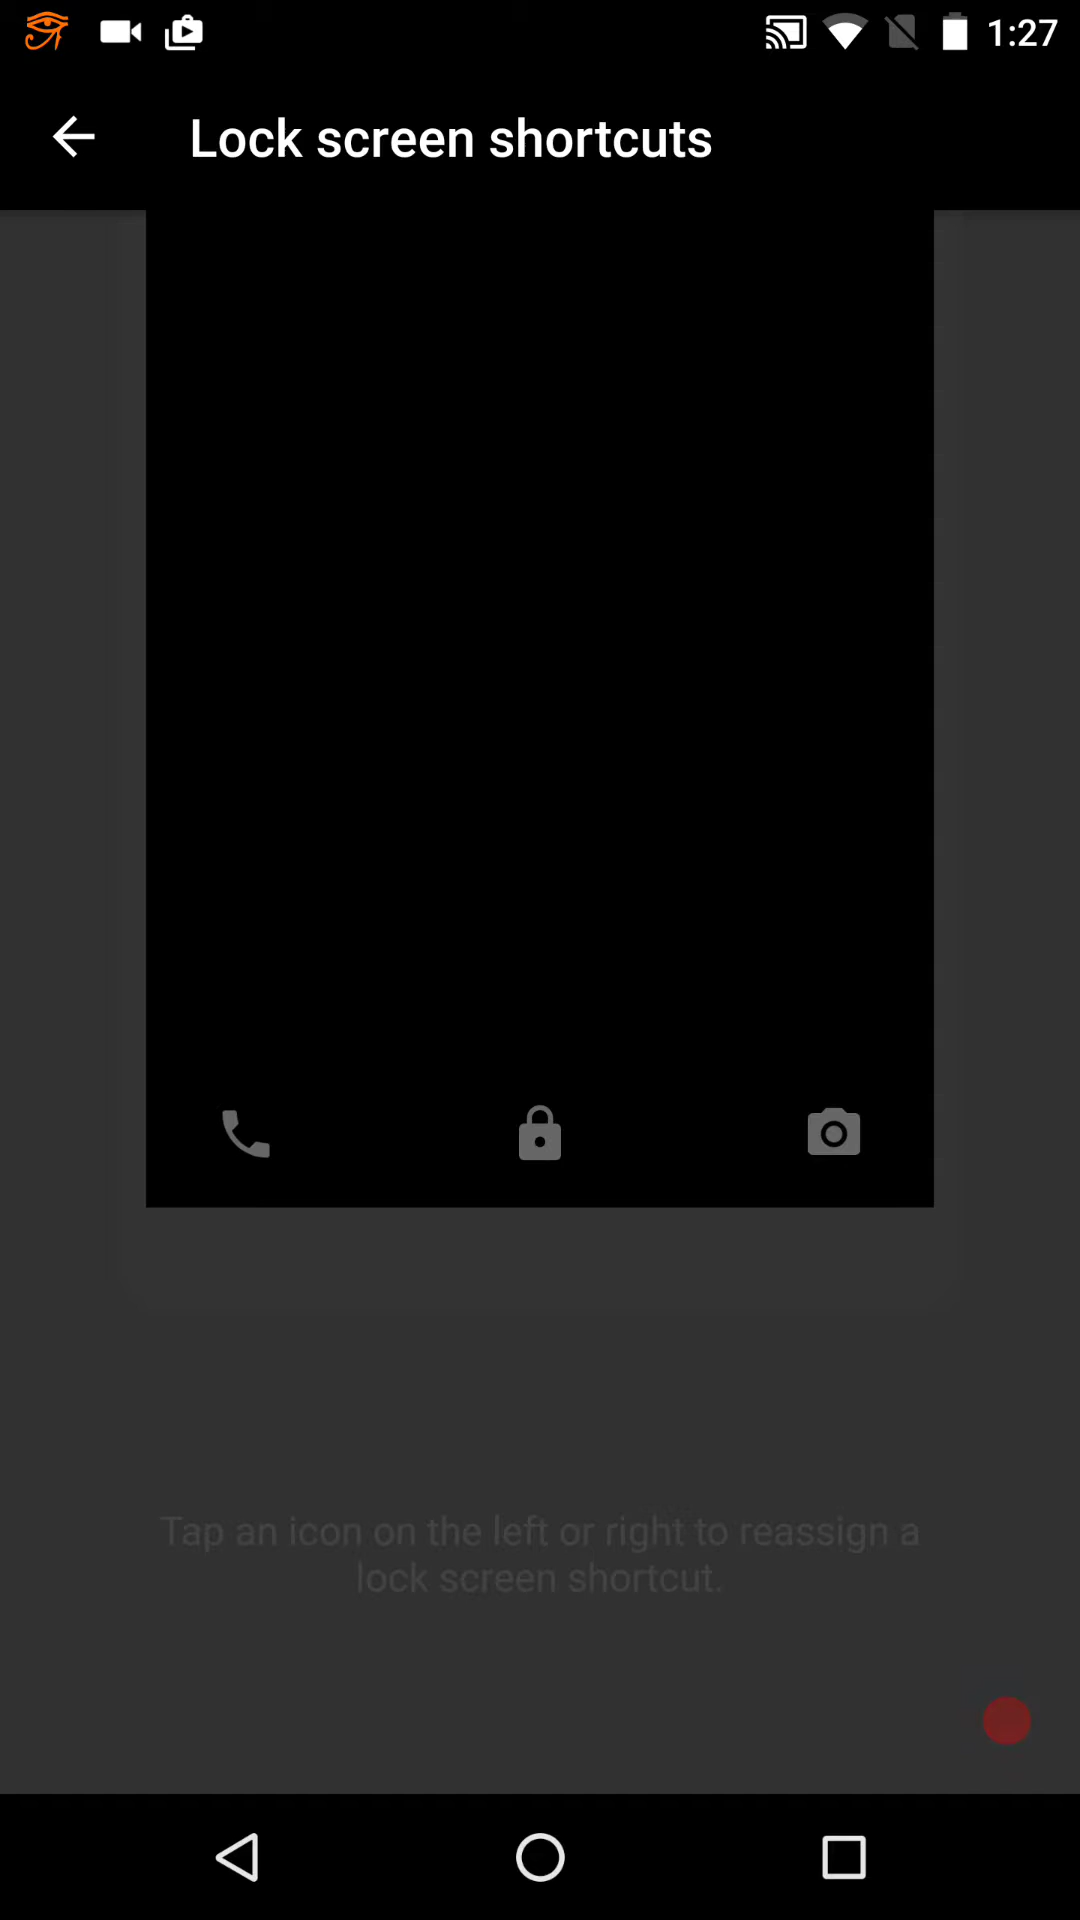 1:27
Lock screen shortcuts
Tap an icon on the left or right to reassign a
lock screen shortcut.